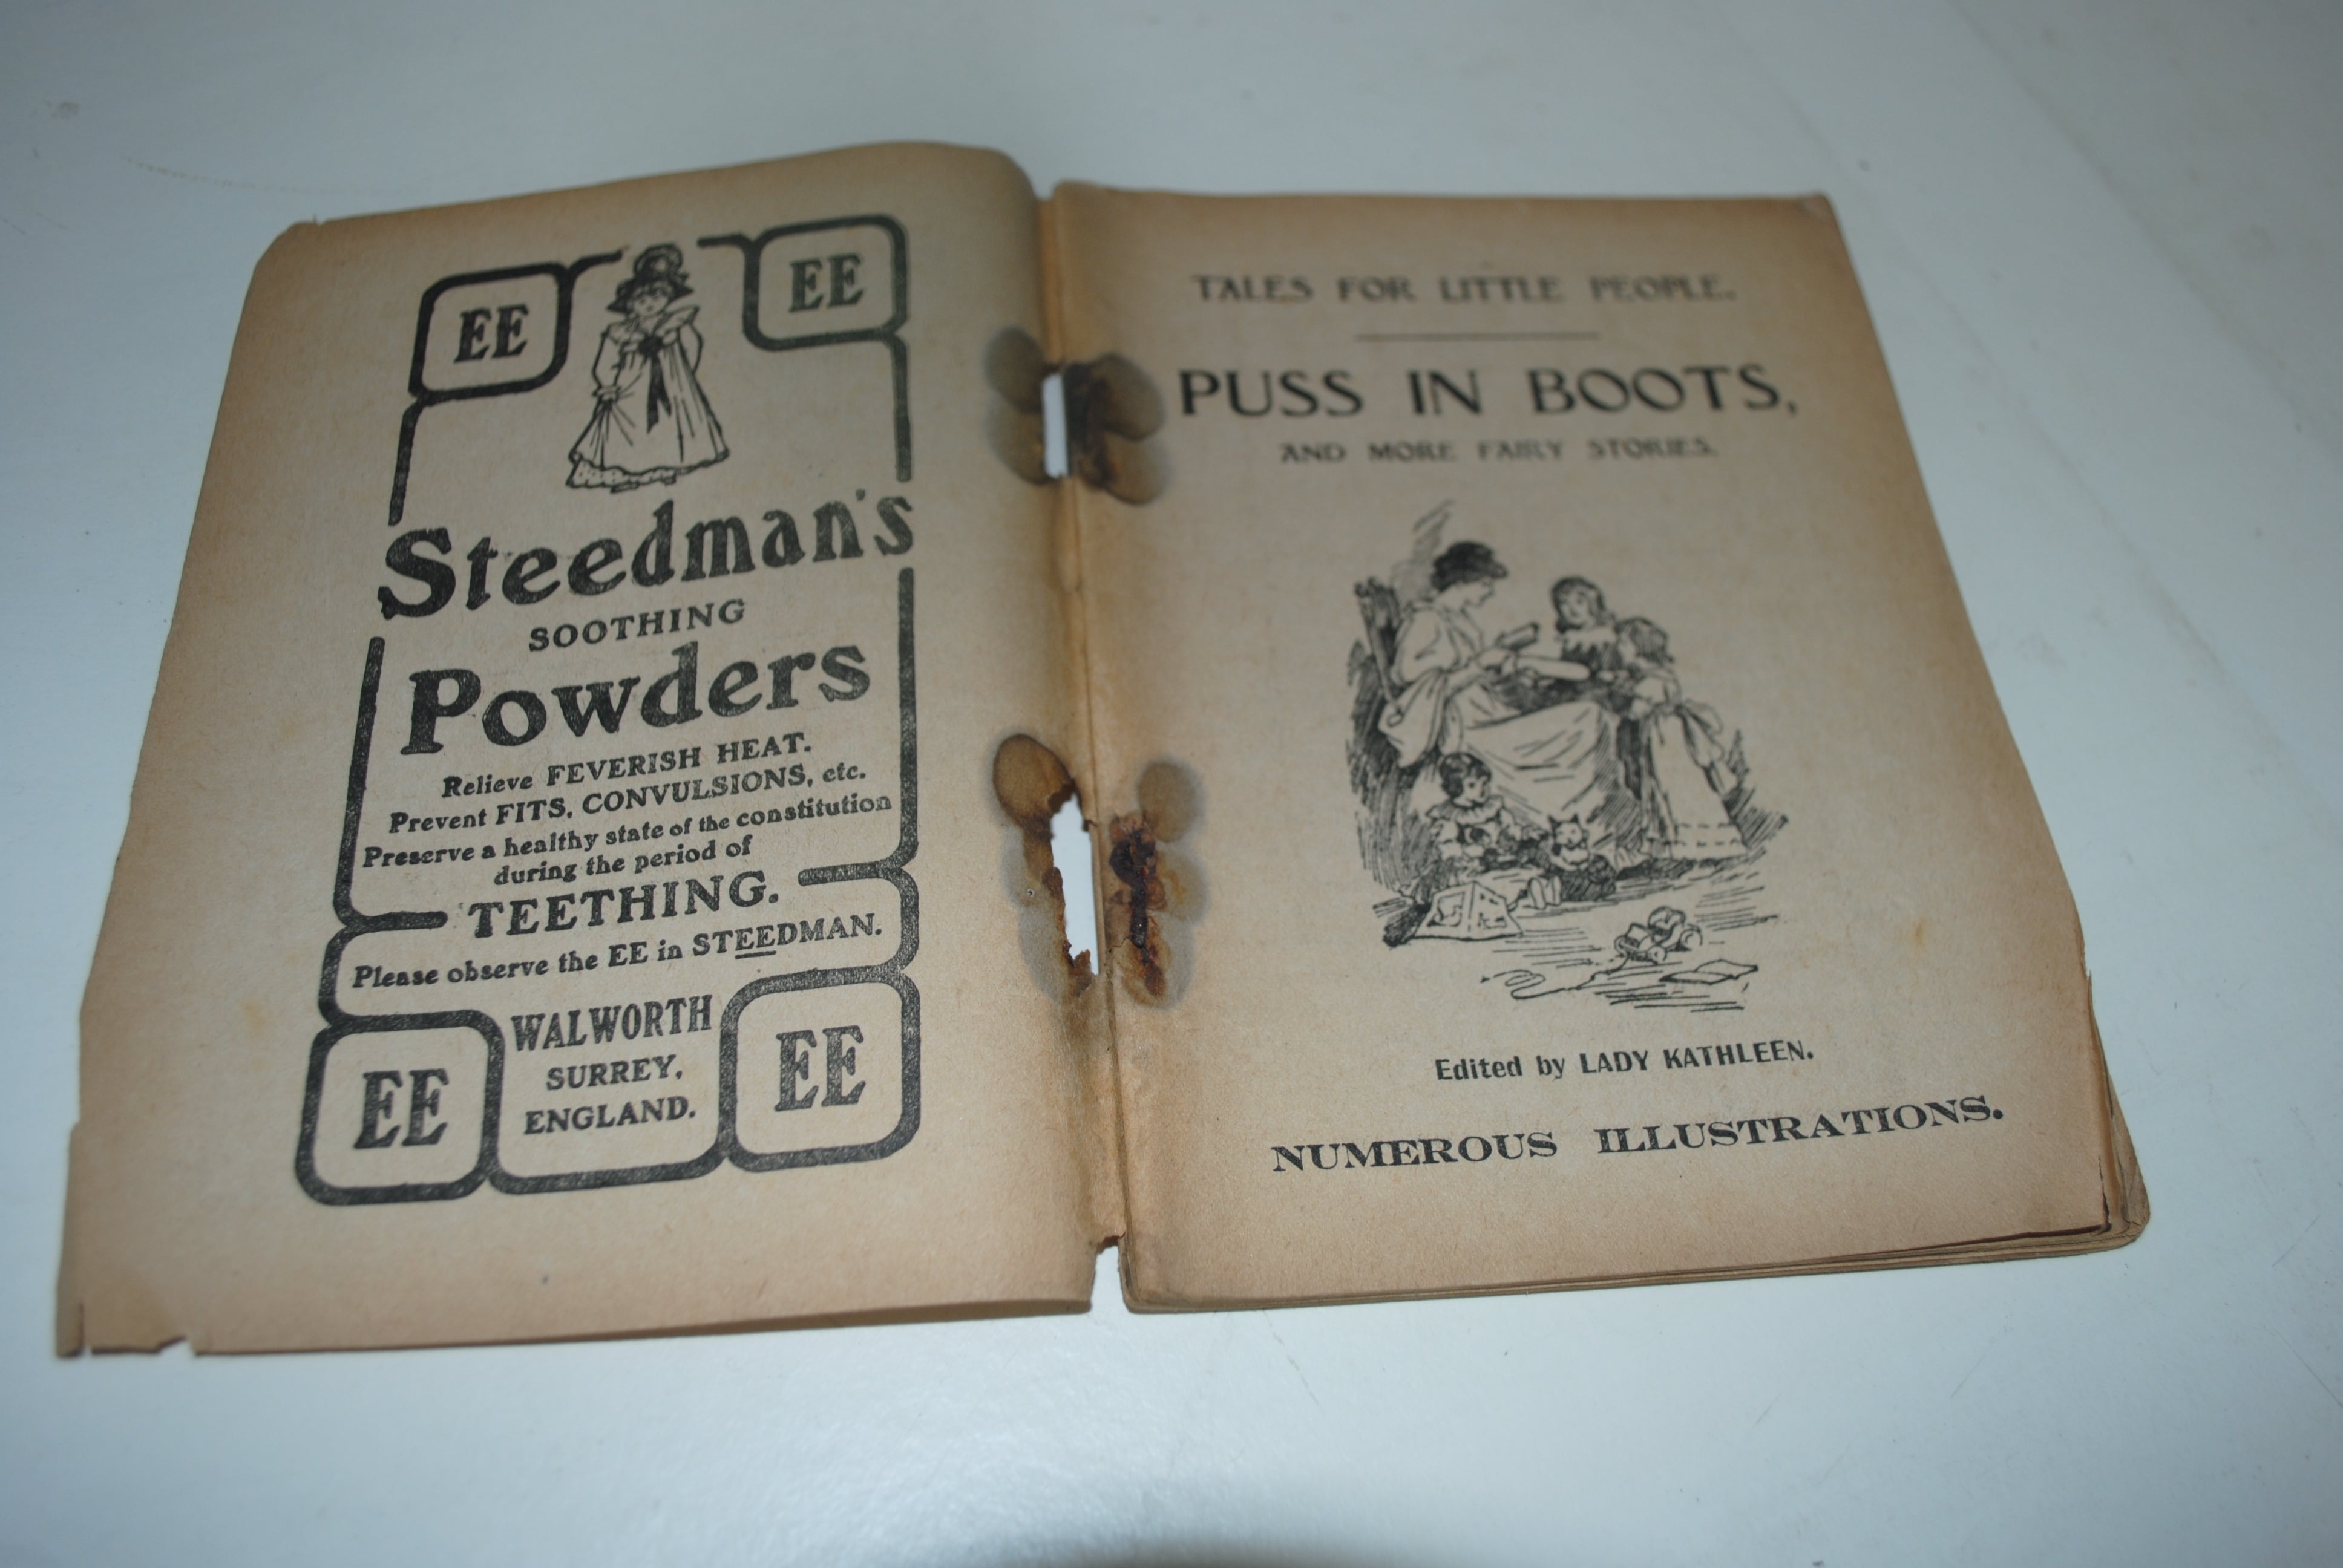 EE
EE
Steedman's
SOOTHING
Powders
Relieve FEVERISH HEAT.
Prevent FITS, CONVULSIONS, etc.
Preserve a healthy state of the constitution
during the period of
TEETHING.
Please observe the EE in STEEDMAN.
EE
WALWORTH
SURREY,
ENGLAND.
EE
TALES FOR LITTLE PEOPLE.
PUSS IN BOOTS,
AND MORE FAIRY STORIES.
5 4
Edited by LADY KATHLEEN.
NUMEROUS ILLUSTRATIONS.